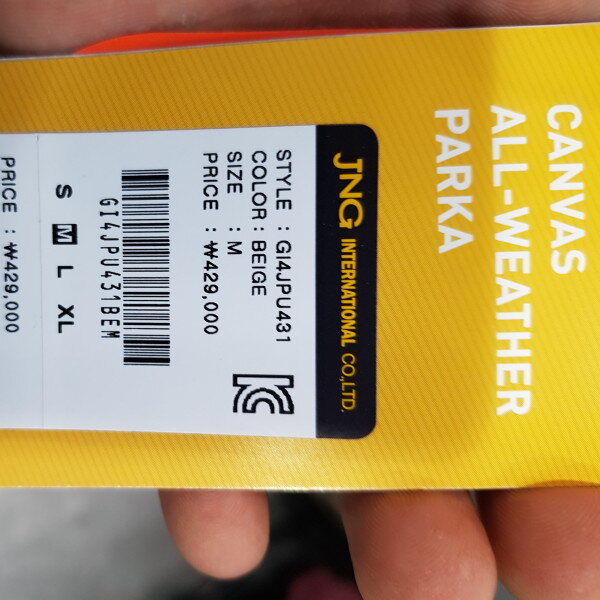 CANVAS
ALL-WEATHER
PARKA
JNG INTERNATIONAL CO.,LTD.
STYLE : GI4JPU431
COLOR : BEIGE
SIZE : M
PRICE : ₩429,000
GI4JPU431BEM
S M L XL
PRICE : ₩429,000